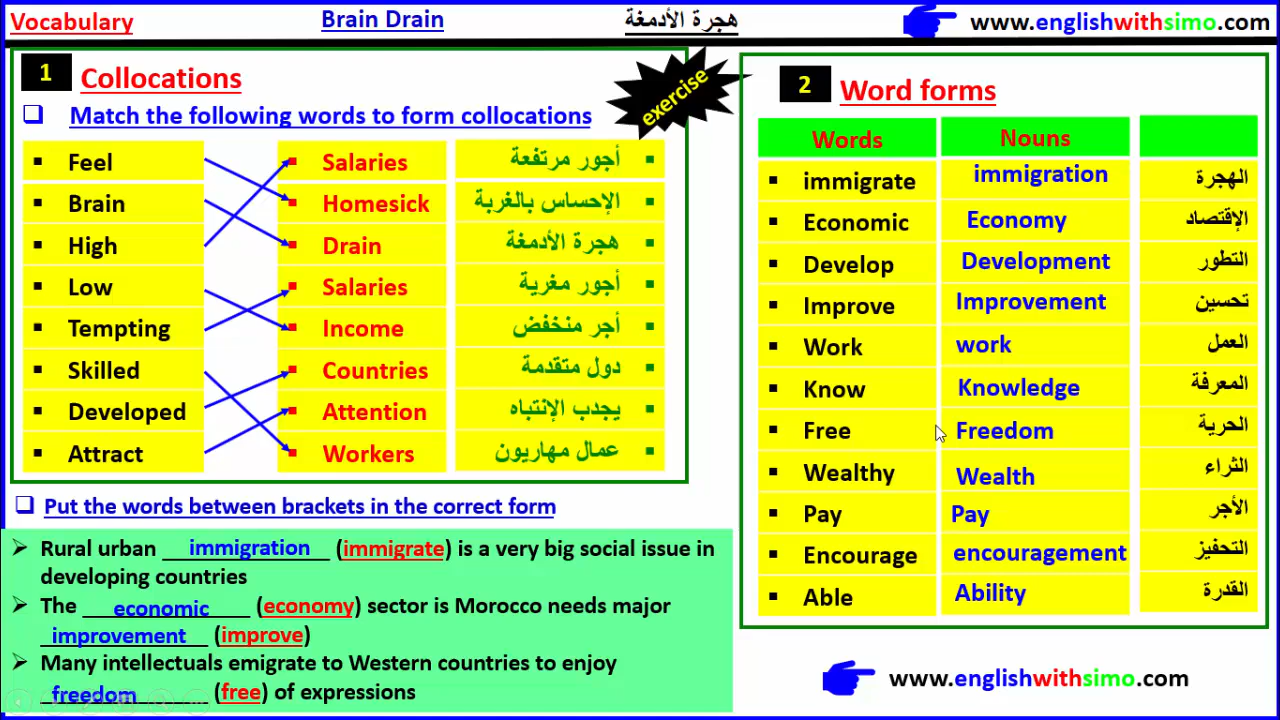 Vocabulary
Brain Drain
هجرة الأدمغة
www.englishwithsimo.com
1 Collocations
exercise
Match the following words to form collocations
Feel Salaries أجور مرتفعة
Brain Homesick الإحساس بالغربة
High Drain هجرة الأدمغة
Low Salaries أجور مغرية
Tempting Income أجر منخفض
Skilled Countries دول متقدمة
Developed Attention يجدب الإنتباه
Attract Workers عمال مهاريون
Put the words between brackets in the correct form
Rural urban immigration (immigrate) is a very big social issue in
developing countries
The economic (economy) sector is Morocco needs major
improvement (improve)
Many intellectuals emigrate to Western countries to enjoy
freedom (free) of expressions
2 Word forms
Words Nouns
immigrate immigration الهجرة
Economic Economy الإقتصاد
Develop Development التطور
Improve Improvement تحسين
Work work العمل
Know Knowledge المعرفة
Free Freedom الحرية
Wealthy Wealth الثراء
Pay Pay الأجر
Encourage encouragement التحفيز
Able Ability القدرة
www.englishwithsimo.com